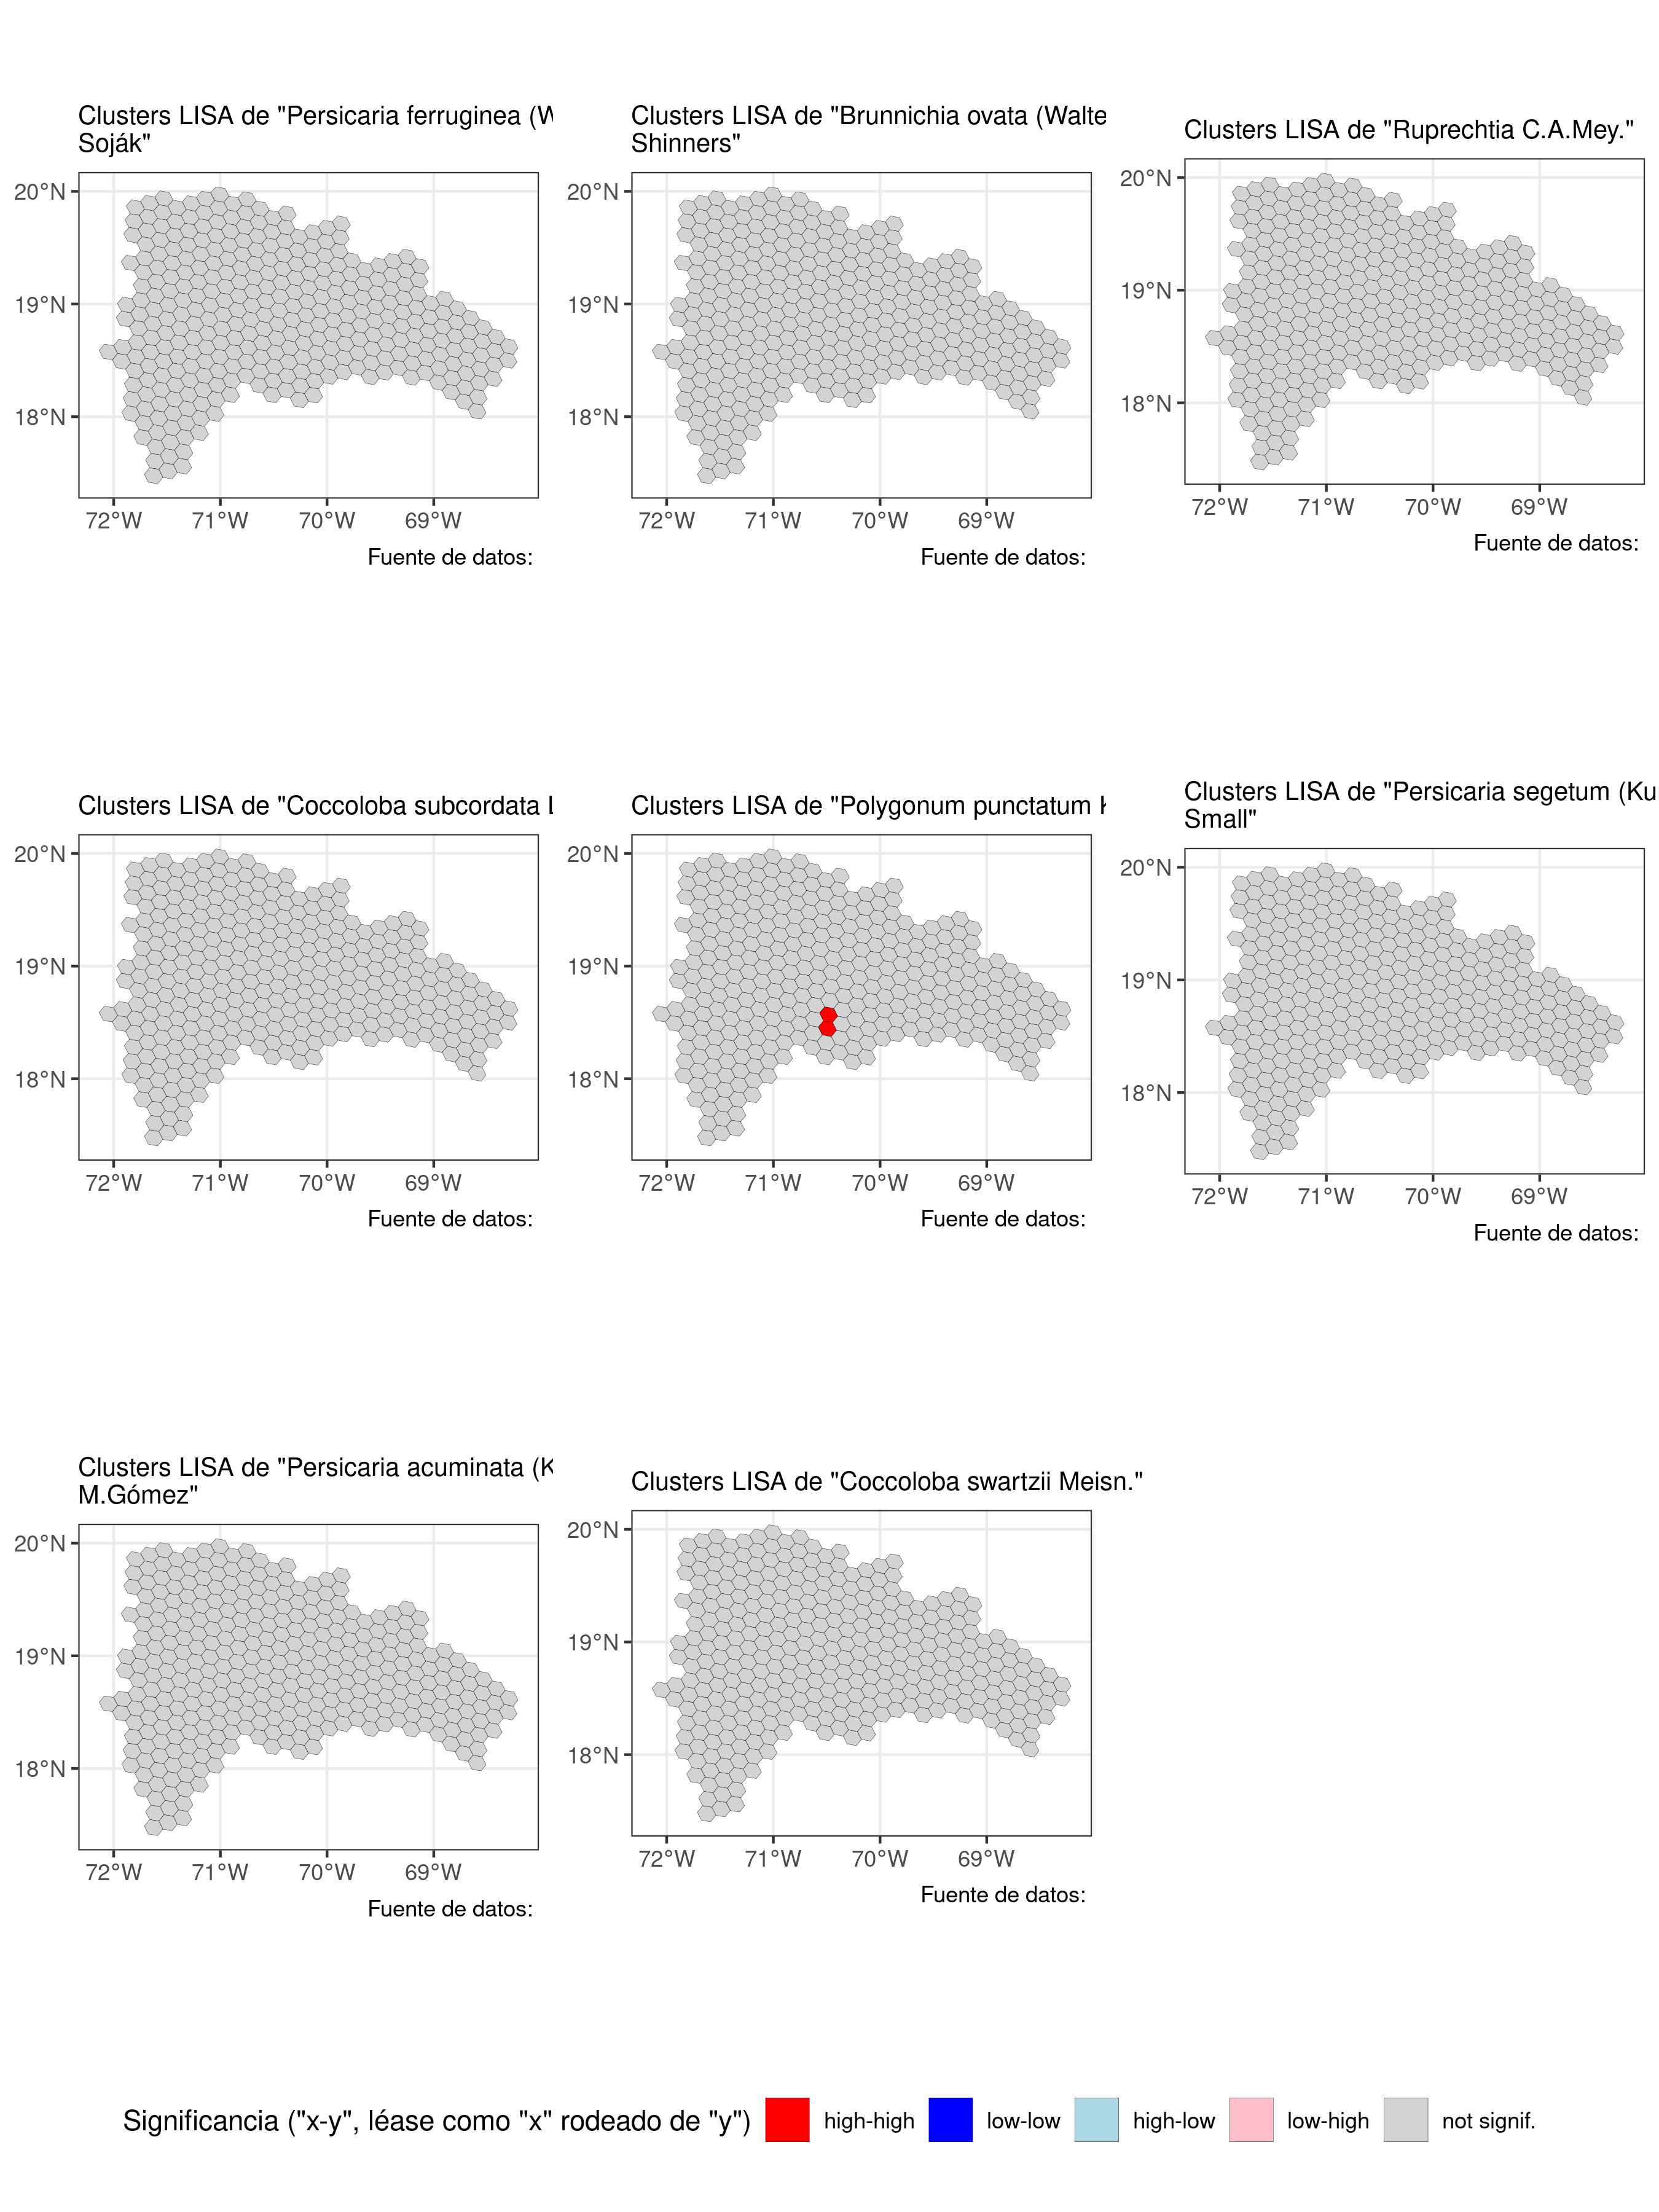 Clusters LISA de "Persicaria ferruginea (W
Soják"
20°N
19°N
18°N
72°W 71°W 70°W 69°W
Fuente de datos:
Clusters LISA de "Brunnichia ovata (Walte
Shinners"
20°N
19°N
18°N
72°W 71°W 70°W 69°W
Fuente de datos:
Clusters LISA de "Ruprechtia C.A.Mey."
20°N
19°N
18°N
72°W 71°W 70°W 69°W
Fuente de datos:
Clusters LISA de "Coccoloba subcordata
20°N
19°N
18°N
72°W 71°W 70°W 69°W
Fuente de datos:
Clusters LISA de "Polygonum punctatum
20°N
19°N
18°N
72°W 71°W 70°W 69°W
Fuente de datos:
Clusters LISA de "Persicaria segetum (Ku
Small"
20°N
19°N
18°N
72°W 71°W 70°W 69°W
Fuente de datos:
Clusters LISA de "Persicaria acuminata (K
M.Gómez"
20°N
19°N
18°N
72°W 71°W 70°W 69°W
Fuente de datos:
Clusters LISA de "Coccoloba swartzii Meisn."
20°N
19°N
18°N
72°W 71°W 70°W 69°W
Fuente de datos:
Significancia ("x-y", léase como "x" rodeado de "y") high-high low-low high-low low-high not signif.